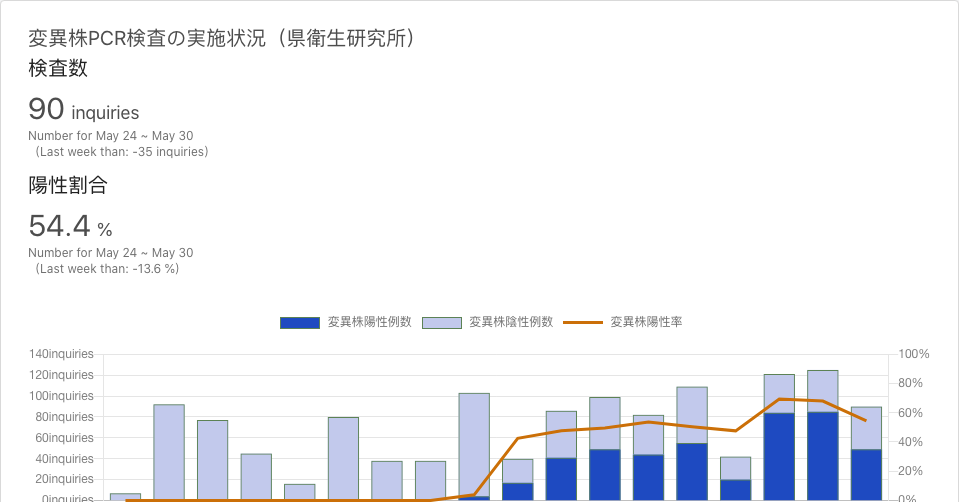 変異株PCR検査の実施状況（県衛生研究所）
検査数
90 inquiries
Number for May 24 ~ May 30
（Last week than: -35 inquiries)
陽性割合
54.4 %
Number for May 24 ~ May 30
（Last week than: -13.6 %)
変異株陽性例数 変異株陰性例数 変異株陽性率
140inquiries 100%
120inquiries 80%
100inquiries
80inquiries 60%
60inquiries
40inquiries 40%
20inquiries 20%
0inquiries 0%